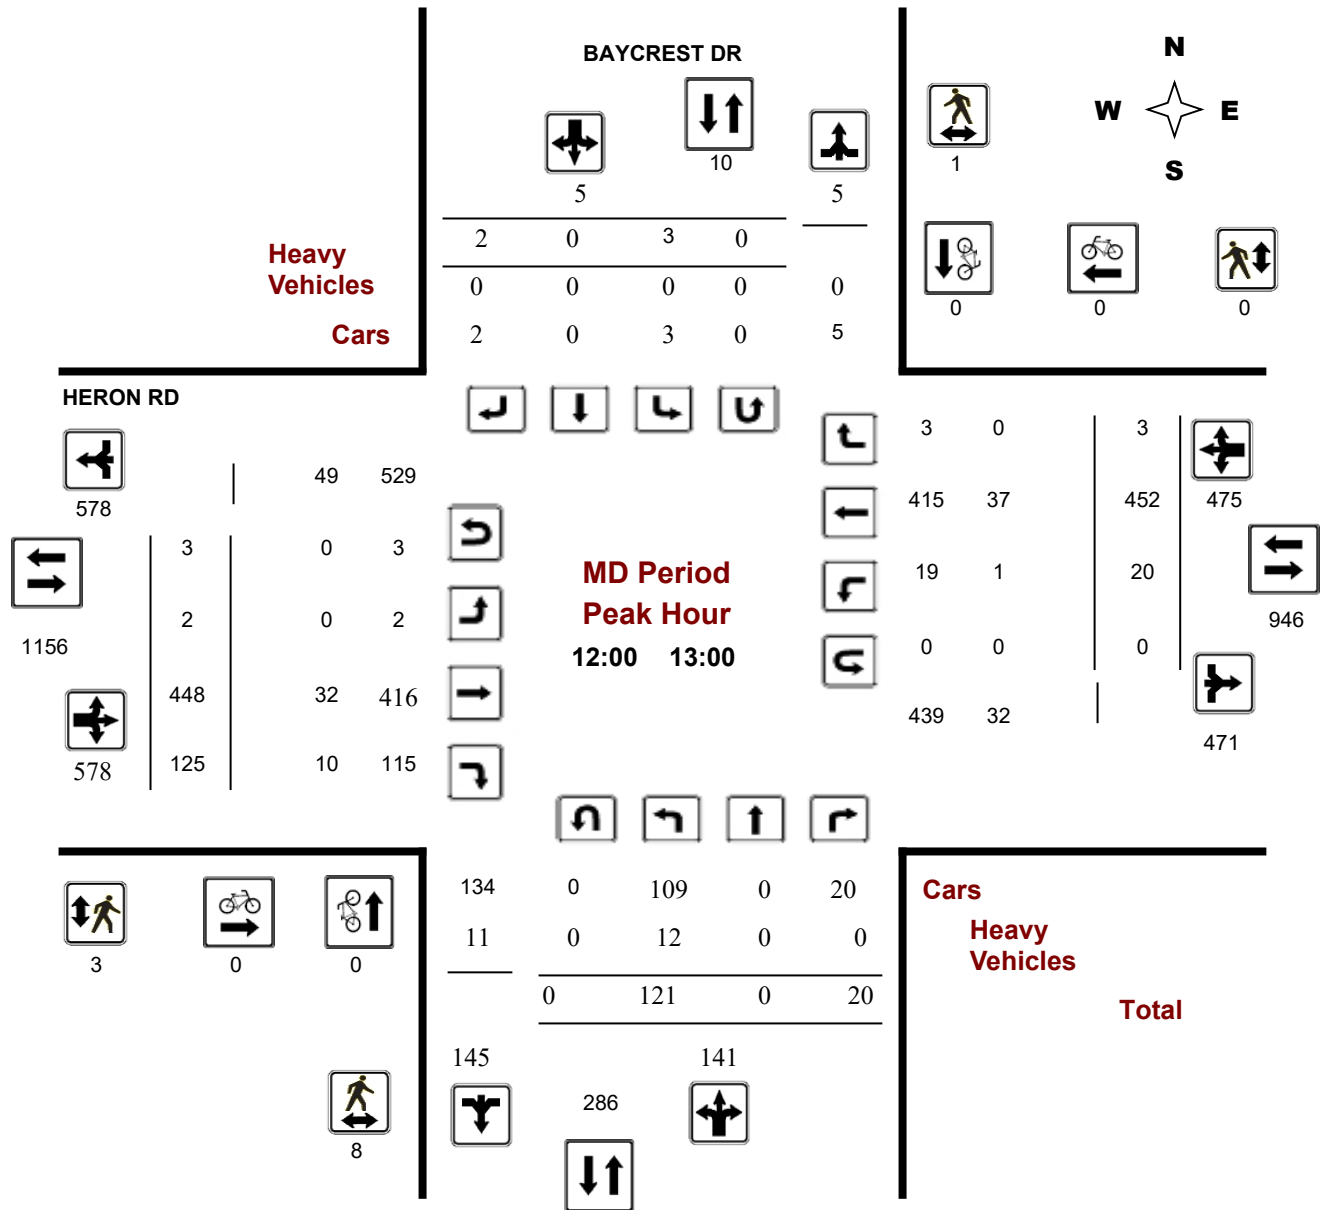 BAYCREST DR
N
W E
S
10
1
5 5
2 0 3 0
Heavy
Vehicles
0 0 0 0 0
0 0 0
Cars
2 0 3 0 5
HERON RD
3 0 3
49 529
578
415 37 452 475
3 0 3
MD Period
19 1 20
2 0 2
Peak Hour
946
1156
12:00 13:00
0 0 0
448 32 416
439 32
471
578 125 10 115
134 0 109 0 20
Cars
11 0 12 0 0
Heavy
Vehicles
3 0 0
0 121 0 20
Total
145 141
286
8